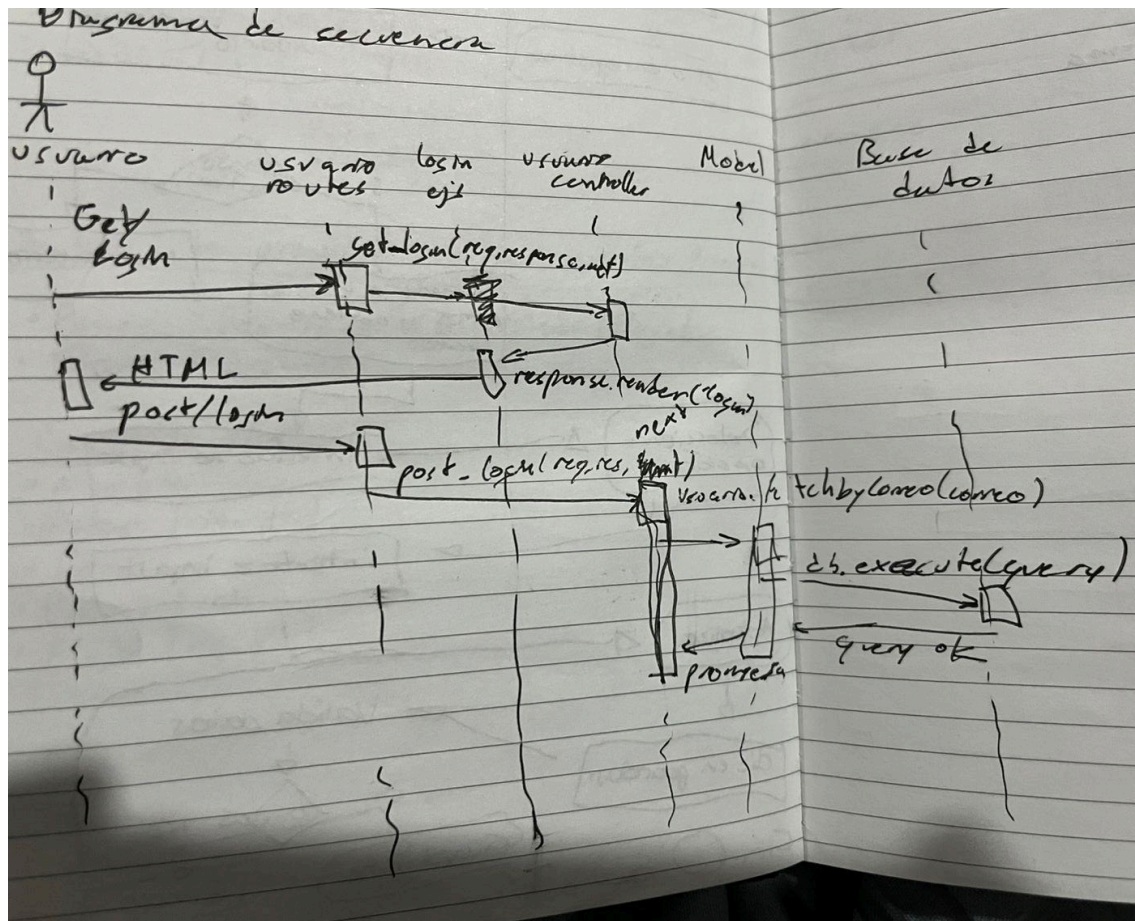 Diagrama de secuencia
Usuario
usuario routes
login ejs
usuario controller
Model
Base de datos
Get/ Login
get_login(req,response,next)
HTML
response.render("login")
post/login
next
post_login(req,res, )
Usuario.fetchbyCorreo(correo)
db.execute(query)
query ok
promesa